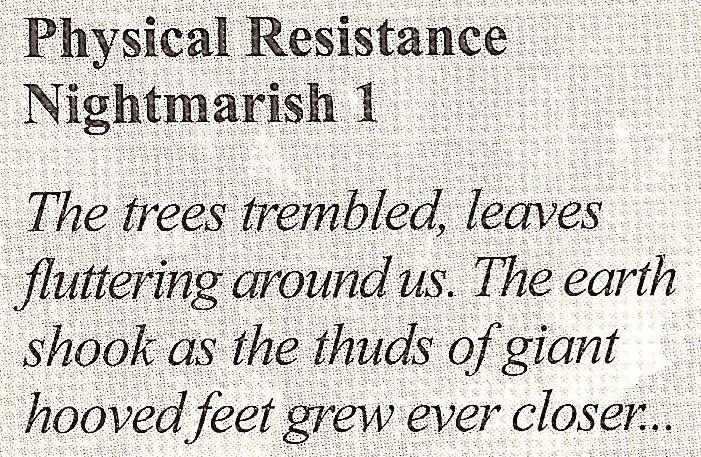 Physical Resistance
Nightmarish 1
The trees trembled, leaves
fluttering around us. The earth
shook as the thuds of giant
hooved feet grew ever closer...